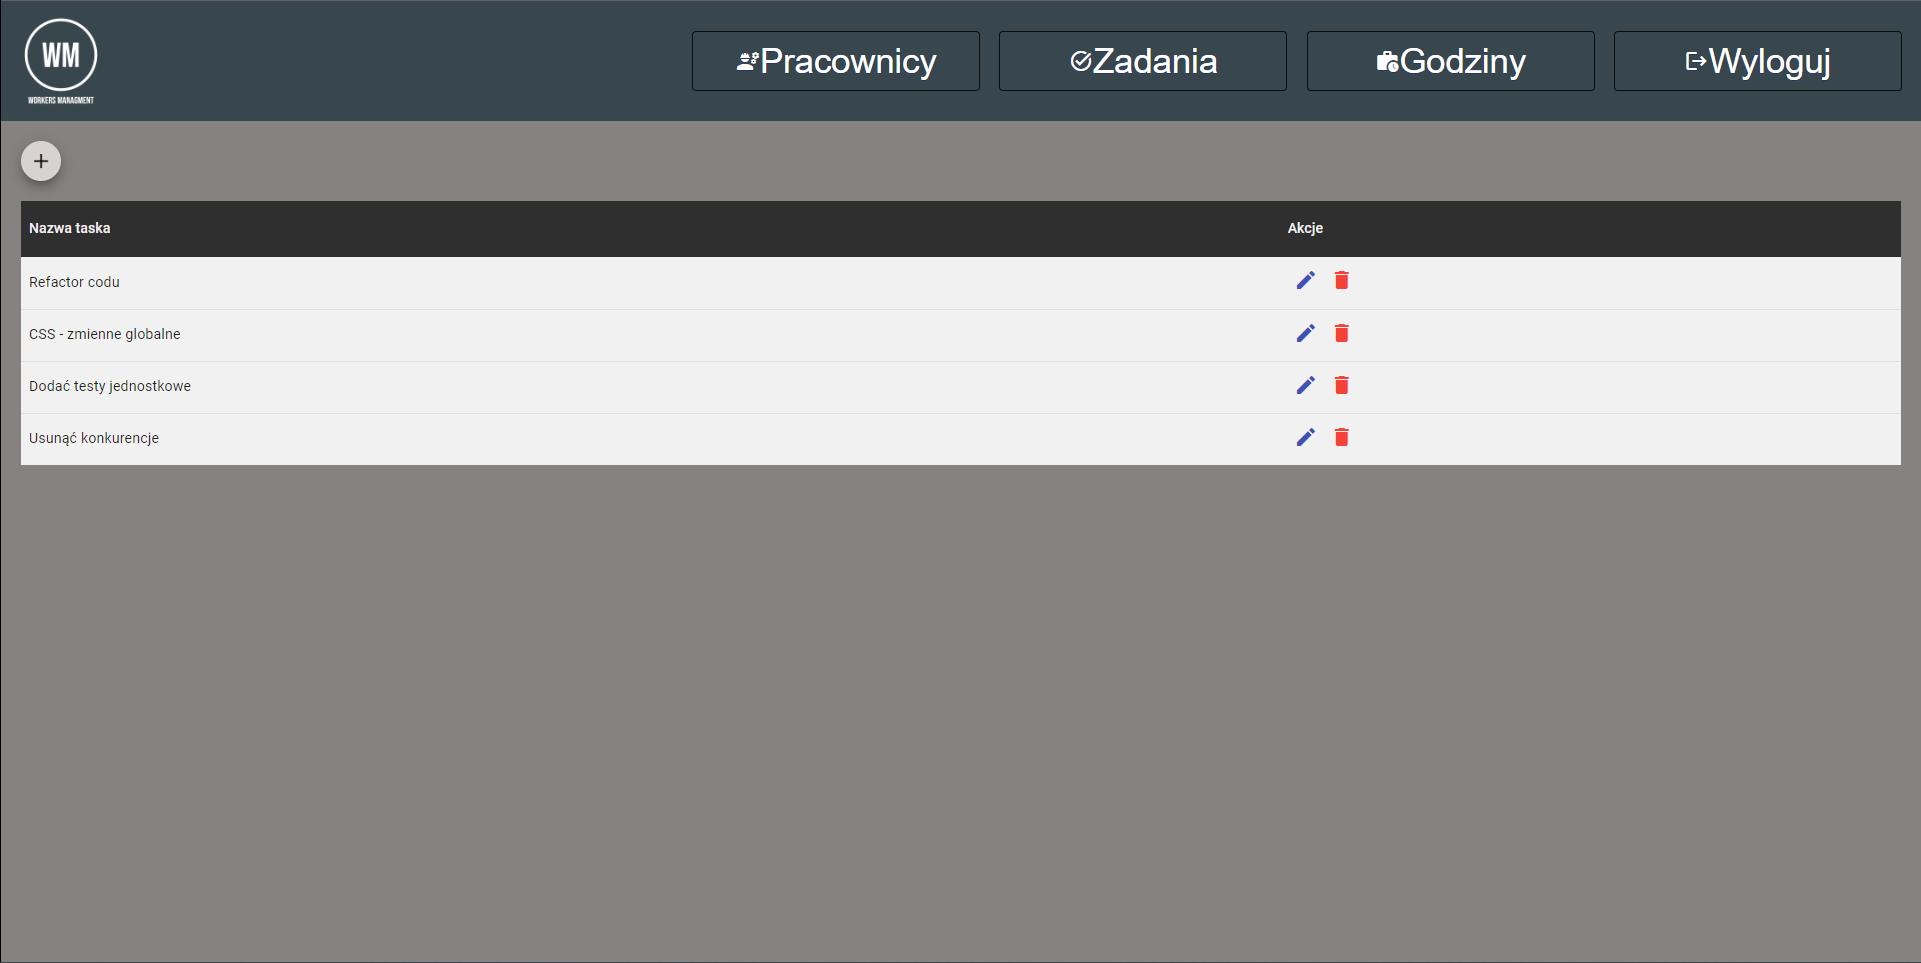 WM
WORKERS MANAGMENT
Pracownicy
Zadania
Godziny
Wyloguj
Nazwa taska Akcje
Refactor codu
CSS - zmienne globalne
Dodać testy jednostkowe
Usunąć konkurencje